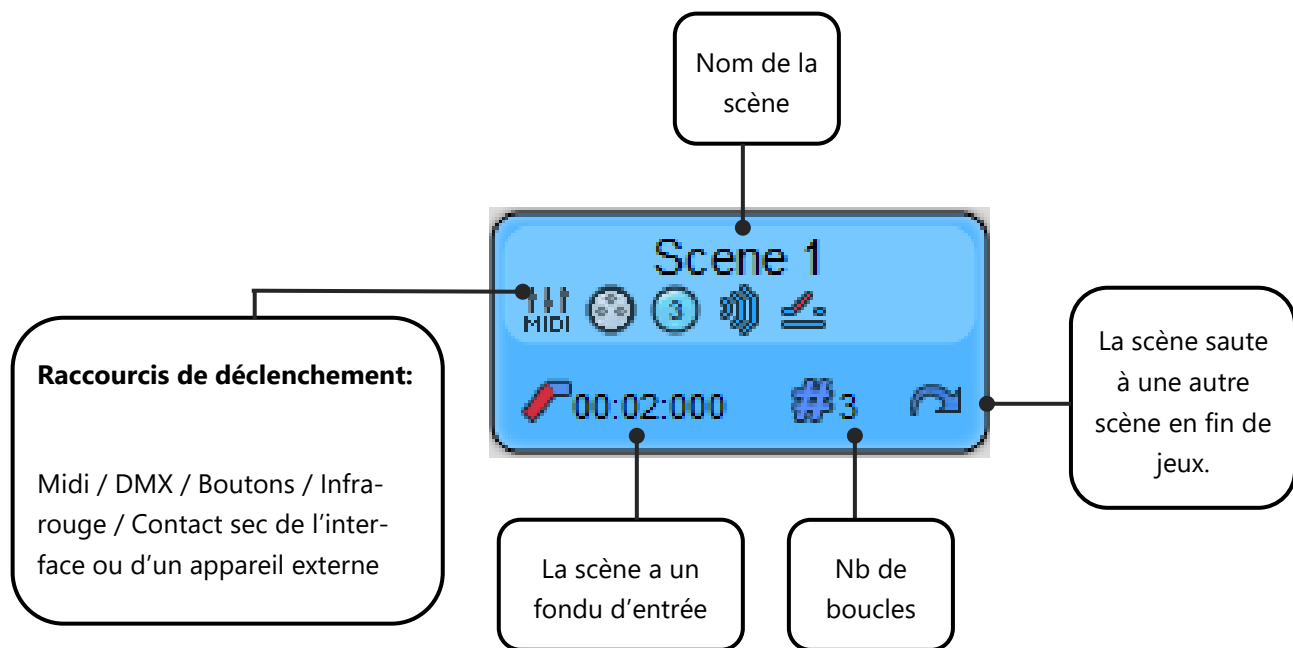 Nom de la
scène
Scene 1
MIDI
3
00:02:000
#3
Raccourcis de déclenchement:
Midi / DMX / Boutons / Infra-
rouge / Contact sec de l’inter-
face ou d’un appareil externe
La scène a un
fondu d’entrée
Nb de
boucles
La scène saute
à une autre
scène en fin de
jeux.